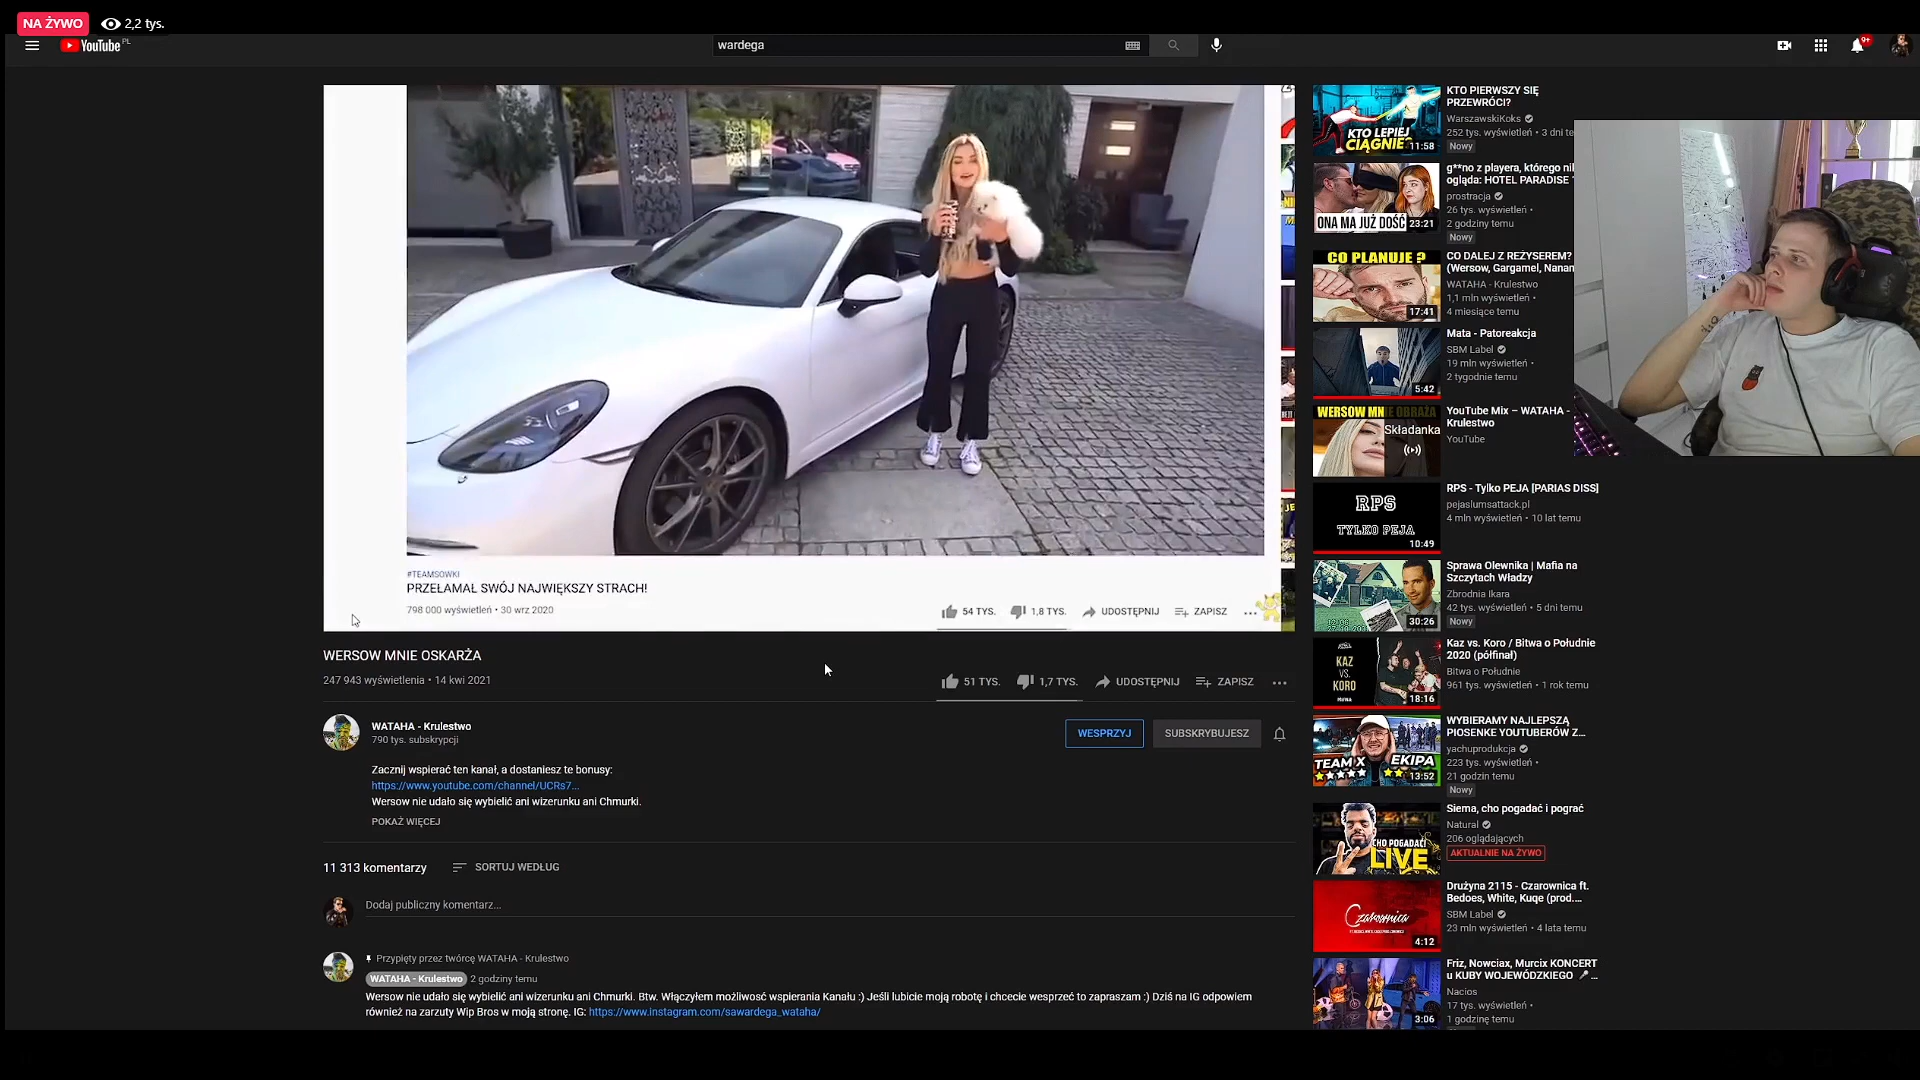 NA ŻYWO 2,2 tys.
YouTube PL
wardega
9+
#TEAMSOWKI
PRZEŁAMAŁ SWÓJ NAJWIĘKSZY STRACH!
798 000 wyświetleń • 30 wrz 2020
54 TYS. 1,8 TYS. UDOSTĘPNIJ ZAPISZ
WERSOW MNIE OSKARŻA
247 943 wyświetlenia • 14 kwi 2021
51 TYS. 1,7 TYS. UDOSTĘPNIJ ZAPISZ
WATAHA - Krulestwo
790 tys. subskrypcji
WESPRZYJ SUBSKRYBUJESZ
Zacznij wspierać ten kanał, a dostaniesz te bonusy:
https://www.youtube.com/channel/UCRs7...
Wersow nie udało się wybielić ani wizerunku ani Chmurki.
POKAŻ WIĘCEJ
11 313 komentarzy SORTUJ WEDŁUG
Dodaj publiczny komentarz...
Przypięty przez twórcę WATAHA - Krulestwo
WATAHA - Krulestwo 2 godziny temu
Wersow nie udało się wybielić ani wizerunku ani Chmurki. Btw. Włączyłem możliwość wspierania Kanału :) Jeśli lubicie moją robotę i chcecie wesprzeć to zapraszam :) Dziś na IG odpowiem
również na zarzuty Wip Bros w moją stronę. IG: https://www.instagram.com/sawardega_wataha/
KTO LEPIEJ
CIĄGNIE
11:58
KTO PIERWSZY SIĘ
PRZEWRÓCI?
WarszawskiKoks
252 tys. wyświetleń • 3 dni te
Nowy
ONA MA JUŻ DOŚĆ
23:21
g**no z playera, którego nik
ogląda: HOTEL PARADISE
prostracja
26 tys. wyświetleń •
2 godziny temu
Nowy
CO PLANUJE ?
17:41
CO DALEJ Z REŻYSEREM?
(Wersow, Gargamel, Nanan
WATAHA - Krulestwo
1,1 mln wyświetleń •
4 miesiące temu
5:42
Mata - Patoreakcja
SBM Label
19 mln wyświetleń •
2 tygodnie temu
WERSOW MNIE OBRAŻA
Składanka
YouTube Mix – WATAHA -
Krulestwo
YouTube
RPS
TYLKO PEJA
10:49
RPS - Tylko PEJA [PARIAS DISS]
pejaslumsattack.pl
4 mln wyświetleń • 10 lat temu
30:26
Sprawa Olewnika | Mafia na
Szczytach Władzy
Zbrodnia Ikara
42 tys. wyświetleń • 5 dni temu
Nowy
KAZ
VS.
KORO
18:16
Kaz vs. Koro / Bitwa o Południe
2020 (półfinał)
Bitwa o Południe
961 tys. wyświetleń • 1 rok temu
TEAM X EKIPA
13:52
WYBIERAMY NAJLEPSZĄ
PIOSENKE YOUTUBERÓW Z...
yachuprodukcja
223 tys. wyświetleń •
21 godzin temu
Nowy
CHO POGADAĆ!
LIVE
Siema, cho pogadać i pograć
Natural
206 oglądających
AKTUALNIE NA ŻYWO
Czarownica
4:12
Drużyna 2115 - Czarownica ft.
Bedoes, White, Kuqe (prod....
SBM Label
23 mln wyświetleń • 4 lata temu
3:06
Friz, Nowciax, Murcix KONCERT
u KUBY WOJEWÓDZKIEGO 🎤...
Nacios
17 tys. wyświetleń •
1 godzinę temu